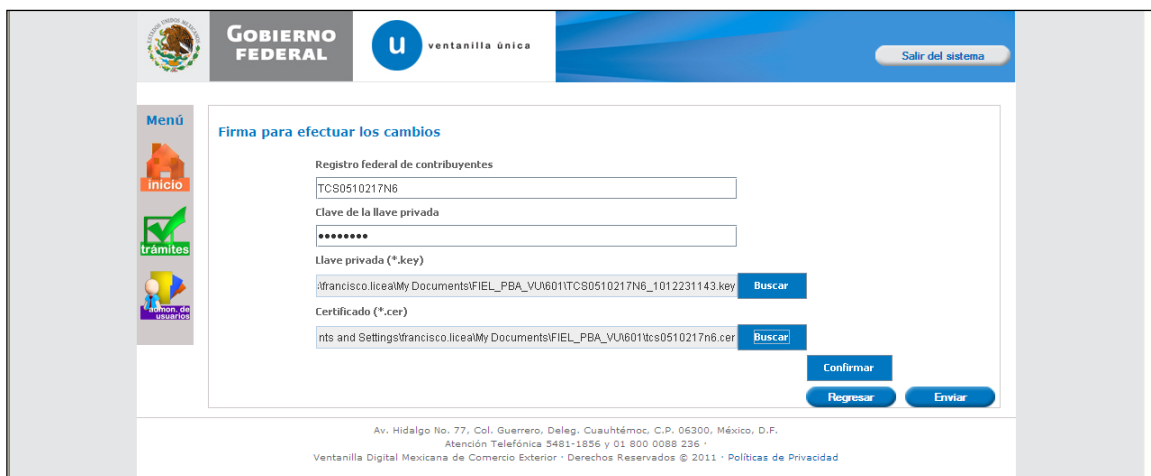 ESTADOS UNIDOS MEXICANOS
GOBIERNO
FEDERAL
u
ventanilla única
Salir del sistema
Menú
inicio
trámites
admon. de
usuarios
Firma para efectuar los cambios
Registro federal de contribuyentes
TCS0510217N6
Clave de la llave privada
••••••••
Llave privada (*.key)
\francisco.licea\My Documents\FIEL_PBA_VU\601\TCS0510217N6_1012231143.key
Buscar
Certificado (*.cer)
nts and Settings\francisco.licea\My Documents\FIEL_PBA_VU\601\tcs0510217n6.cer
Buscar
Confirmar
Regresar
Enviar
Av. Hidalgo No. 77, Col. Guerrero, Deleg. Cuauhtémoc, C.P. 06300, México, D.F.
Atención Telefónica 5481-1856 y 01 800 0088 236 ·
Ventanilla Digital Mexicana de Comercio Exterior · Derechos Reservados © 2011 · Políticas de Privacidad